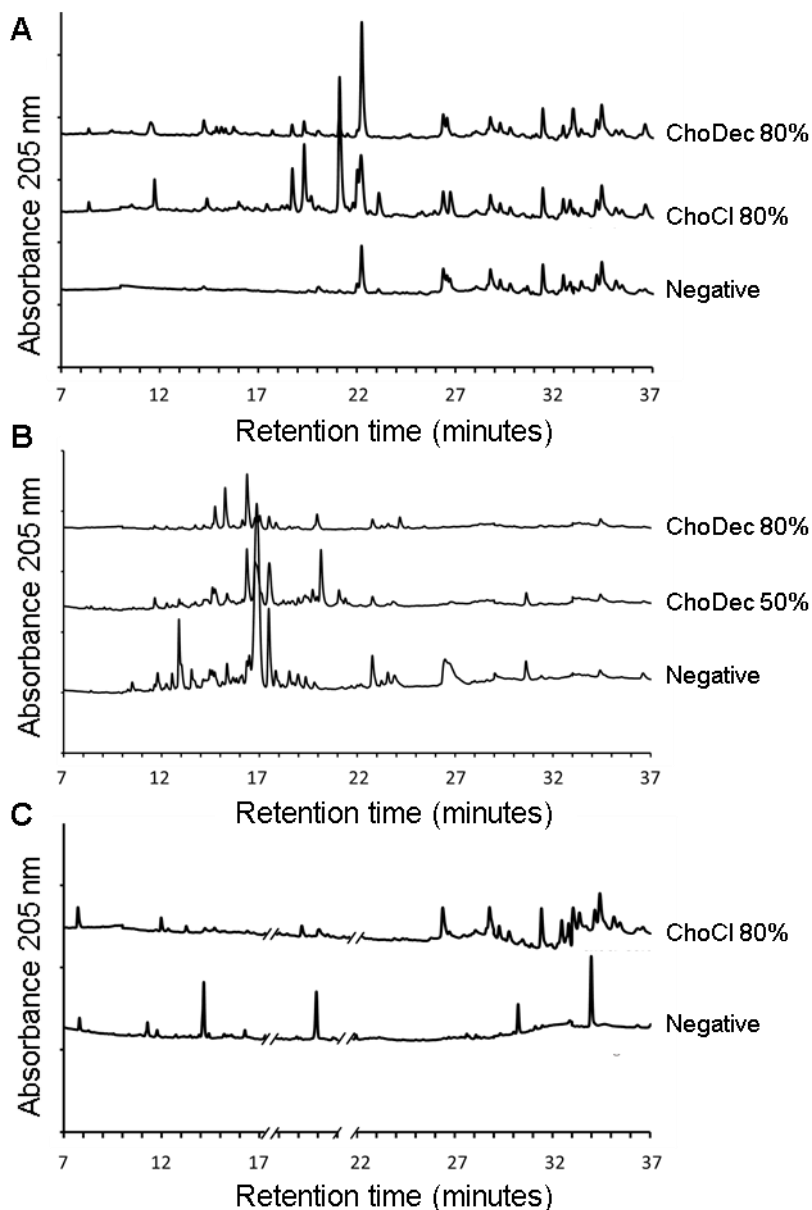 A
Absorbance 205 nm
ChoDec 80%
ChoCl 80%
Negative
7 12 17 22 27 32 37
Retention time (minutes)
B
Absorbance 205 nm
ChoDec 80%
ChoDec 50%
Negative
7 12 17 22 27 32 37
Retention time (minutes)
C
Absorbance 205 nm
ChoCl 80%
Negative
7 12 17 22 27 32 37
Retention time (minutes)